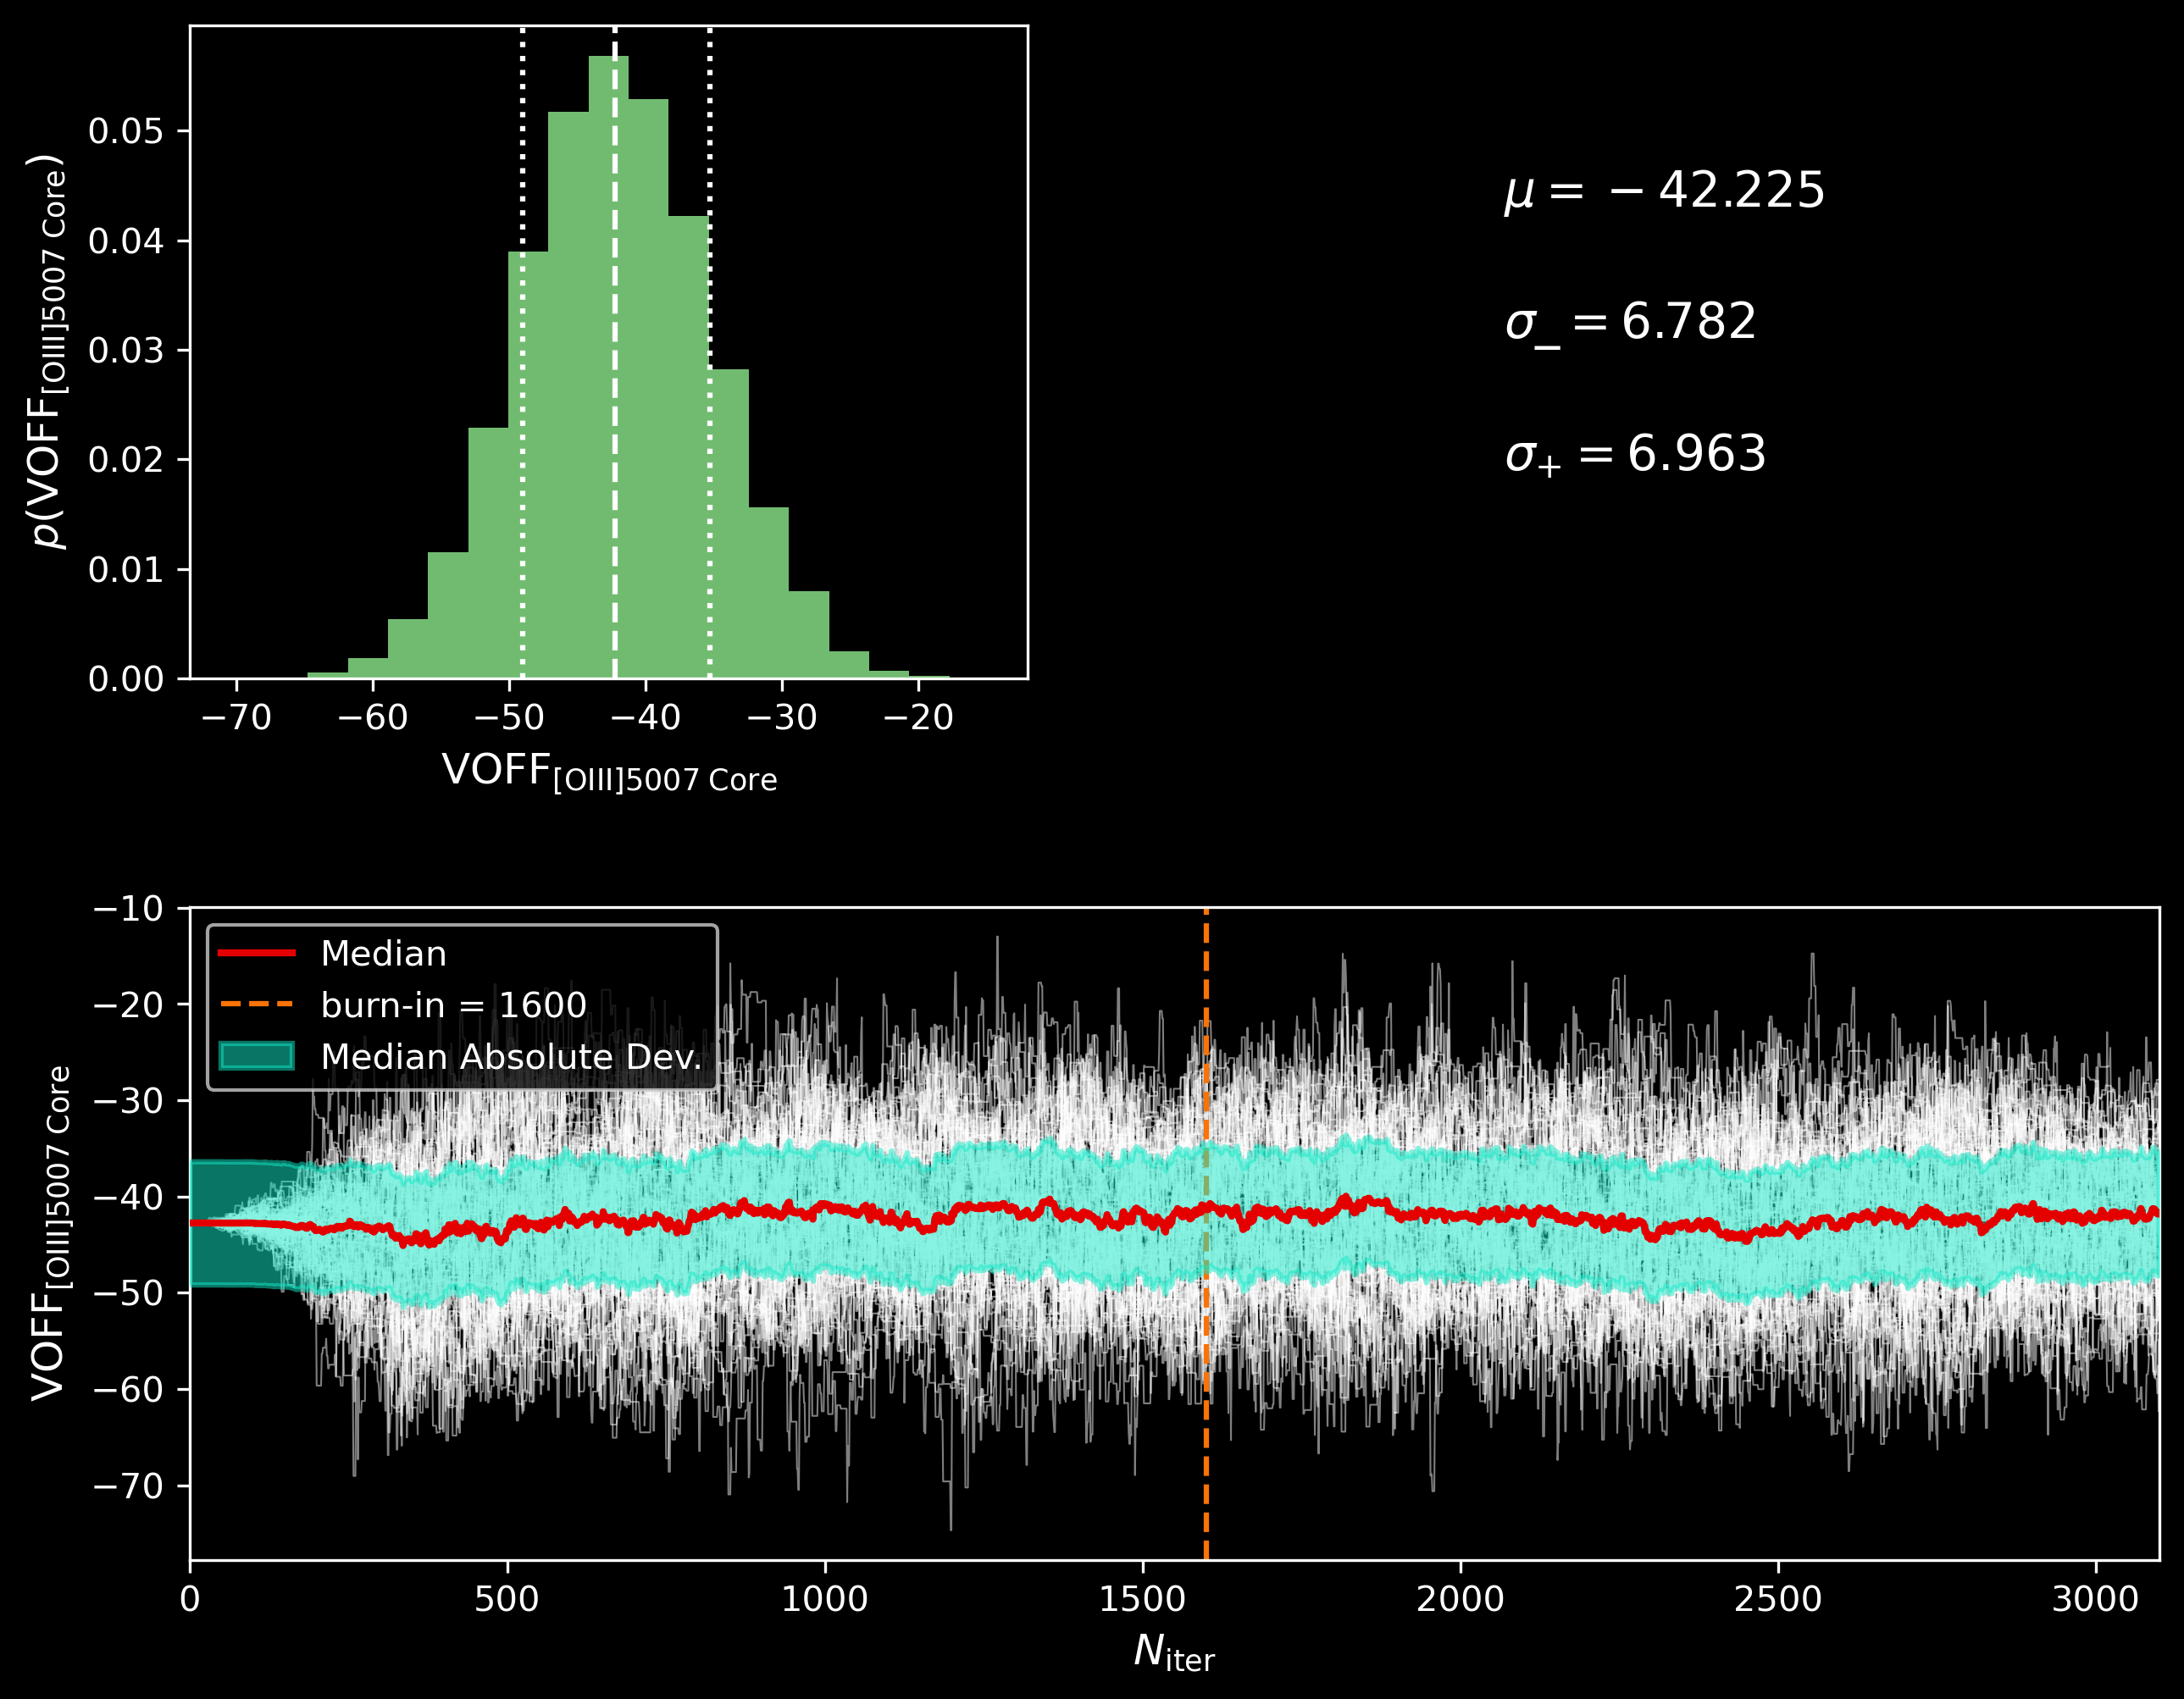 0.05
0.04
0.03
0.02
0.01
0.00
p(VOFF[OIII]5007 Core)
−70 −60 −50 −40 −30 −20
VOFF[OIII]5007 Core
μ = −42.225
σ− = 6.782
σ+ = 6.963
−10
−20
−30
−40
−50
−60
−70
VOFF[OIII]5007 Core
Median
burn-in = 1600
Median Absolute Dev.
0 500 1000 1500 2000 2500 3000
Niter